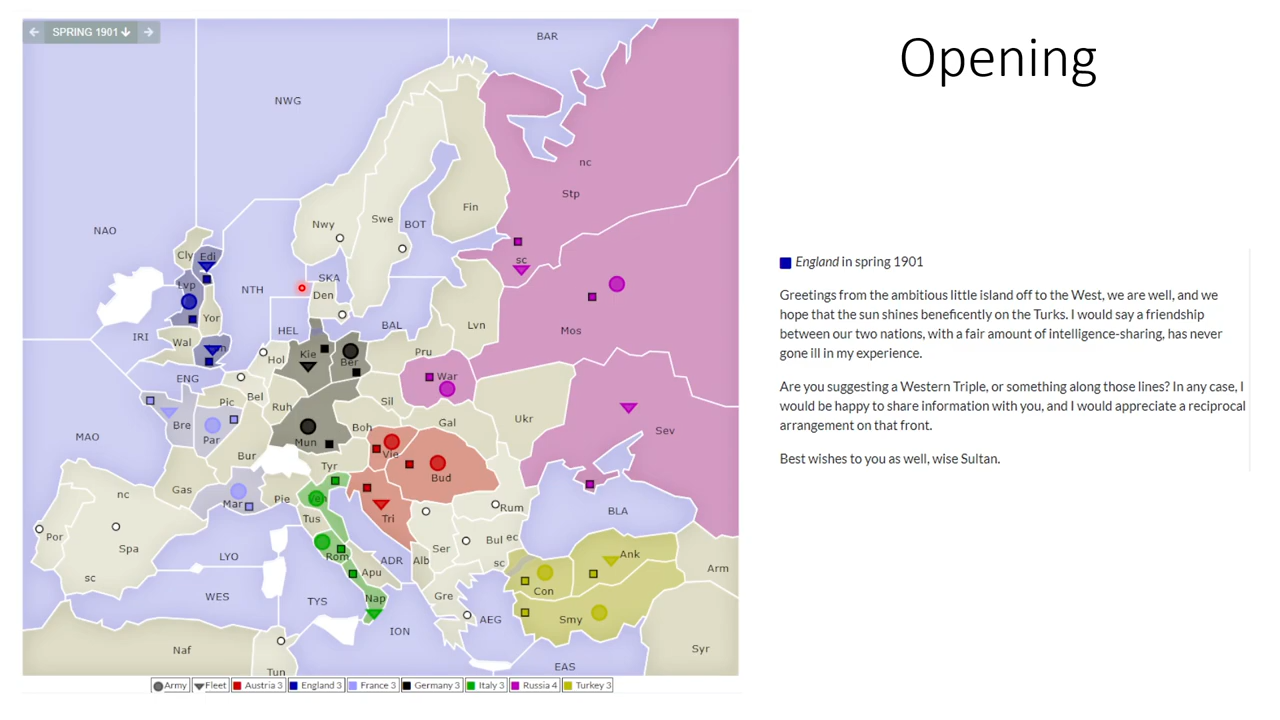 Opening
← SPRING 1901 ↓ →
BAR
NWG
nc
Stp
NAO
Nwy
Swe
BOT
Fin
Cly
Edi
sc
SKA
Lvp
NTH
Den
Yor
Mos
IRI
Wal
HEL
BAL
Lvn
Hol
Kie
Ber
Pru
War
ENG
Bel
Pic
Ruh
Sil
Ukr
MAO
Bre
Par
Mun
Boh
Gal
Sev
Bur
Vie
Tyr
Bud
Gas
nc
Mar
Pie
Ven
Tri
Rum
BLA
Tus
Por
Spa
Ser
Bul ec
Rom
ADR
Alb
sc
Ank
LYO
Apu
Arm
sc
WES
TYS
Nap
Gre
Con
AEG
Smy
ION
Naf
Syr
Tun
EAS
Army Fleet Austria 3 England 3 France 3 Germany 3 Italy 3 Russia 4 Turkey 3
England in spring 1901
Greetings from the ambitious little island off to the West, we are well, and we
hope that the sun shines beneficently on the Turks. I would say a friendship
between our two nations, with a fair amount of intelligence-sharing, has never
gone ill in my experience.
Are you suggesting a Western Triple, or something along those lines? In any case, I
would be happy to share information with you, and I would appreciate a reciprocal
arrangement on that front.
Best wishes to you as well, wise Sultan.